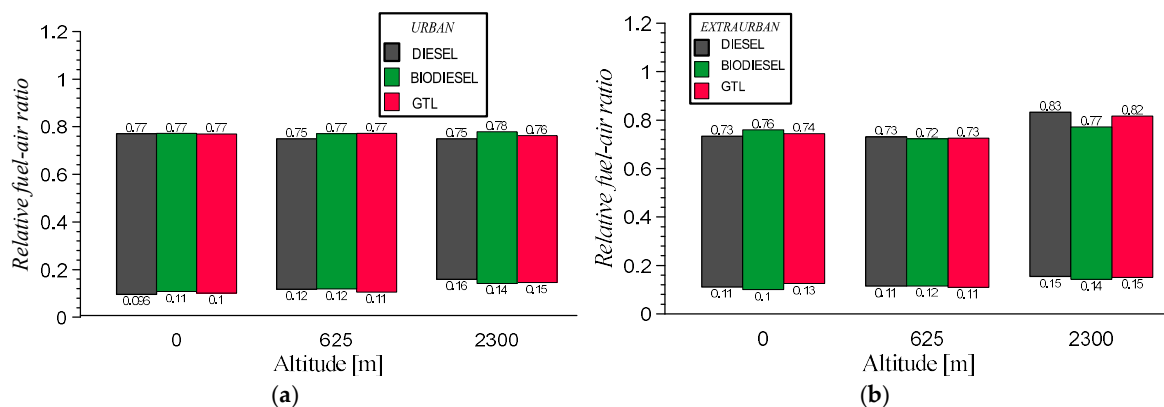 URBAN
DIESEL
BIODIESEL
GTL
Relative fuel-air ratio
1.2
1
0.8
0.6
0.4
0.2
0
0.77 0.77 0.77
0.75 0.77 0.77
0.75 0.78 0.76
0.096 0.11 0.1
0.12 0.12 0.11
0.16 0.14 0.15
0 625 2300
Altitude [m]
(a)
EXTRAURBAN
DIESEL
BIODIESEL
GTL
Relative fuel-air ratio
1.2
1
0.8
0.6
0.4
0.2
0
0.73 0.76 0.74
0.73 0.72 0.73
0.83 0.77 0.82
0.11 0.1 0.13
0.11 0.12 0.11
0.15 0.14 0.15
0 625 2300
Altitude [m]
(b)